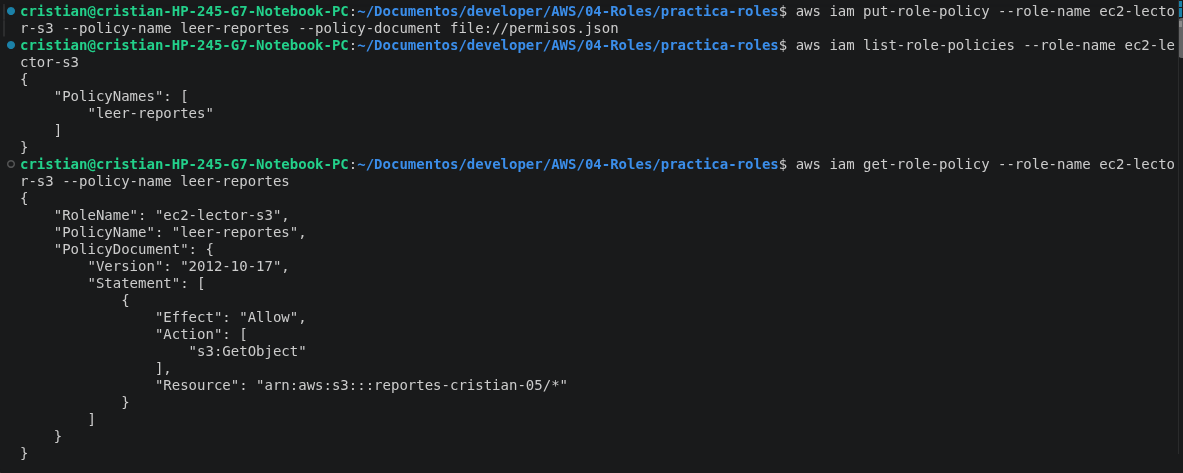 cristian@cristian-HP-245-G7-Notebook-PC:~/Documentos/developer/AWS/04-Roles/practica-roles$ aws iam put-role-policy --role-name ec2-lecto
r-s3 --policy-name leer-reportes --policy-document file://permisos.json
cristian@cristian-HP-245-G7-Notebook-PC:~/Documentos/developer/AWS/04-Roles/practica-roles$ aws iam list-role-policies --role-name ec2-le
ctor-s3
{
    "PolicyNames": [
        "leer-reportes"
    ]
}
cristian@cristian-HP-245-G7-Notebook-PC:~/Documentos/developer/AWS/04-Roles/practica-roles$ aws iam get-role-policy --role-name ec2-lecto
r-s3 --policy-name leer-reportes
{
    "RoleName": "ec2-lector-s3",
    "PolicyName": "leer-reportes",
    "PolicyDocument": {
        "Version": "2012-10-17",
        "Statement": [
            {
                "Effect": "Allow",
                "Action": [
                    "s3:GetObject"
                ],
                "Resource": "arn:aws:s3:::reportes-cristian-05/*"
            }
        ]
    }
}